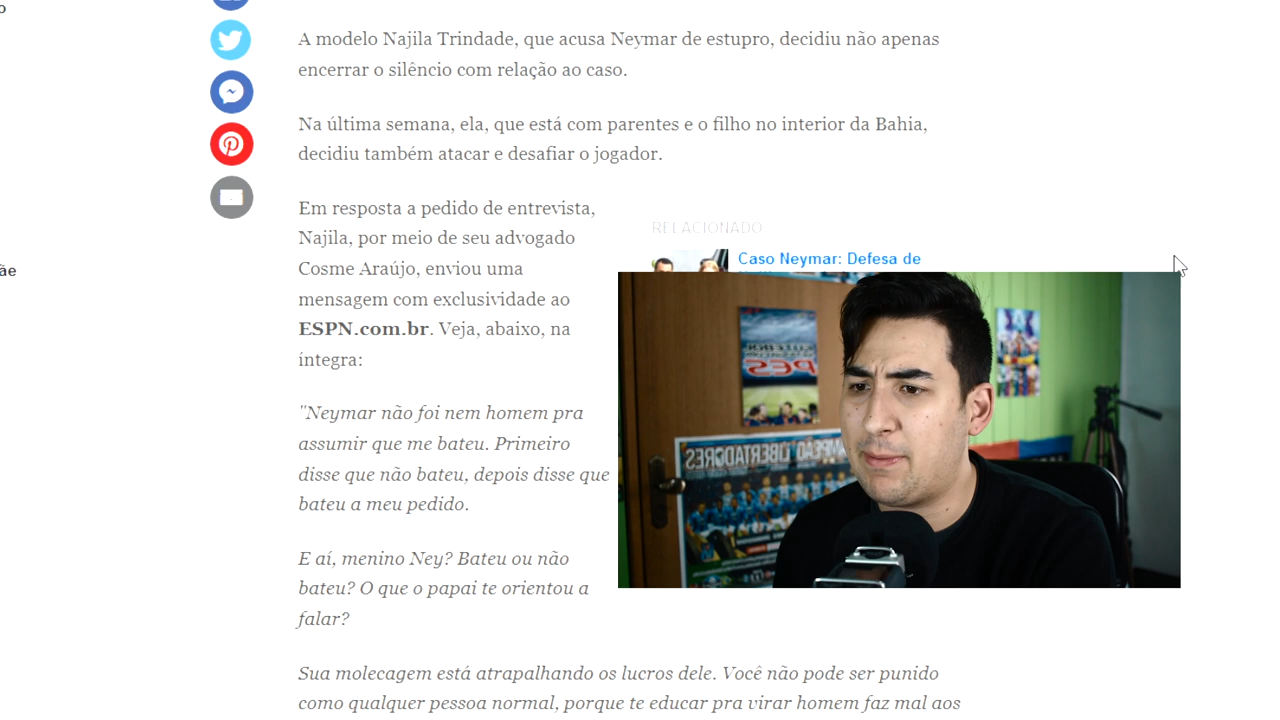 o
A modelo Najila Trindade, que acusa Neymar de estupro, decidiu não apenas
encerrar o silêncio com relação ao caso.
Na última semana, ela, que está com parentes e o filho no interior da Bahia,
decidiu também atacar e desafiar o jogador.
Em resposta a pedido de entrevista,
Najila, por meio de seu advogado
Cosme Araújo, enviou uma
mensagem com exclusividade ao
ESPN.com.br. Veja, abaixo, na
íntegra:
RELACIONADO
Caso Neymar: Defesa de
ãe
PES
CAMPEÃO LIBERTADORES
"Neymar não foi nem homem pra
assumir que me bateu. Primeiro
disse que não bateu, depois disse que
bateu a meu pedido.
E aí, menino Ney? Bateu ou não
bateu? O que o papai te orientou a
falar?
Sua molecagem está atrapalhando os lucros dele. Você não pode ser punido
como qualquer pessoa normal, porque te educar pra virar homem faz mal aos